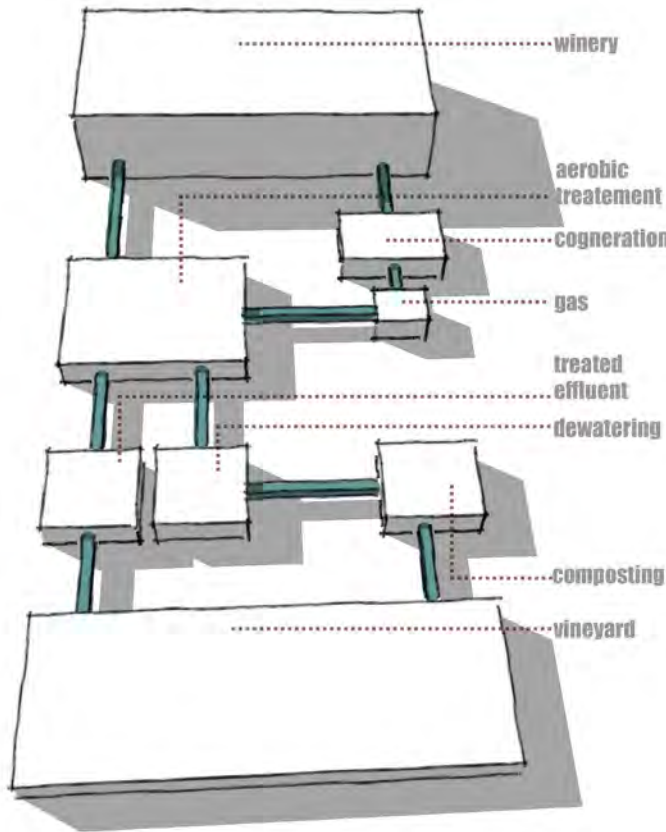 winery
aerobic
treatement
cogneration
gas
treated
effluent
dewatering
composting
vineyard